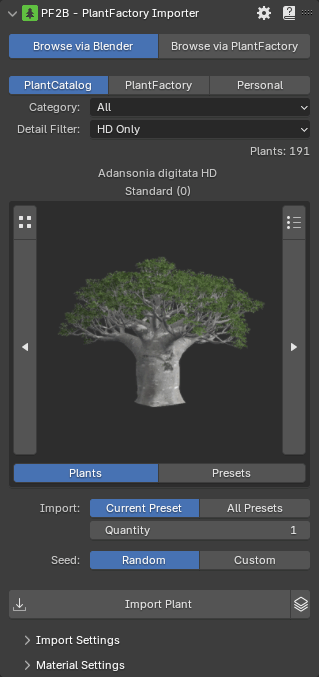 PF2B - PlantFactory Importer
Browse via Blender Browse via PlantFactory
PlantCatalog PlantFactory Personal
Category: All
Detail Filter: HD Only
Plants: 191
Adansonia digitata HD
Standard (0)
Plants Presets
Import: Current Preset All Presets
Quantity 1
Seed: Random Custom
Import Plant
Import Settings
Material Settings